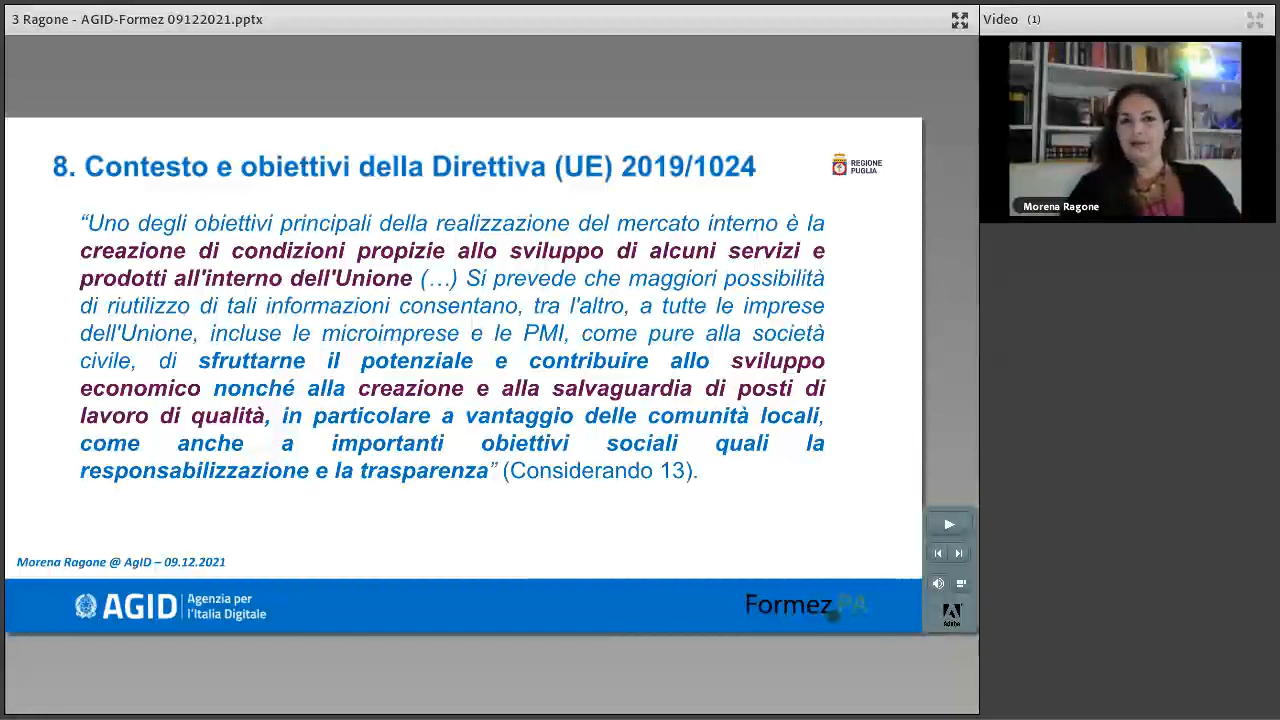 3 Ragone - AGID-Formez 09122021.pptx
Video (1)
Morena Ragone
8. Contesto e obiettivi della Direttiva (UE) 2019/1024
REGIONE
PUGLIA
“Uno degli obiettivi principali della realizzazione del mercato interno è la
creazione di condizioni propizie allo sviluppo di alcuni servizi e
prodotti all'interno dell'Unione (…) Si prevede che maggiori possibilità
di riutilizzo di tali informazioni consentano, tra l'altro, a tutte le imprese
dell'Unione, incluse le microimprese e le PMI, come pure alla società
civile, di sfruttarne il potenziale e contribuire allo sviluppo
economico nonché alla creazione e alla salvaguardia di posti di
lavoro di qualità, in particolare a vantaggio delle comunità locali,
come anche a importanti obiettivi sociali quali la
responsabilizzazione e la trasparenza” (Considerando 13).
Morena Ragone @ AgID – 09.12.2021
AGID
Agenzia per
l'Italia Digitale
Formez PA
Adobe